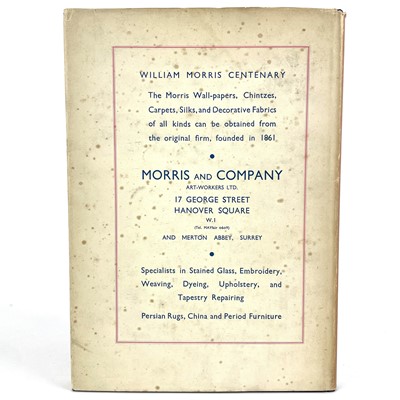 WILLIAM MORRIS CENTENARY
The Morris Wall-papers, Chintzes,
Carpets, Silks, and Decorative Fabrics
of all kinds can be obtained from
the original firm, founded in 1861
MORRIS AND COMPANY
ART-WORKERS LTD.
17 GEORGE STREET
HANOVER SQUARE
W.1
AND MERTON ABBEY, SURREY
Specialists in Stained Glass, Embroidery,
Weaving, Dyeing, Upholstery, and
Tapestry Repairing
Persian Rugs, China and Period Furniture